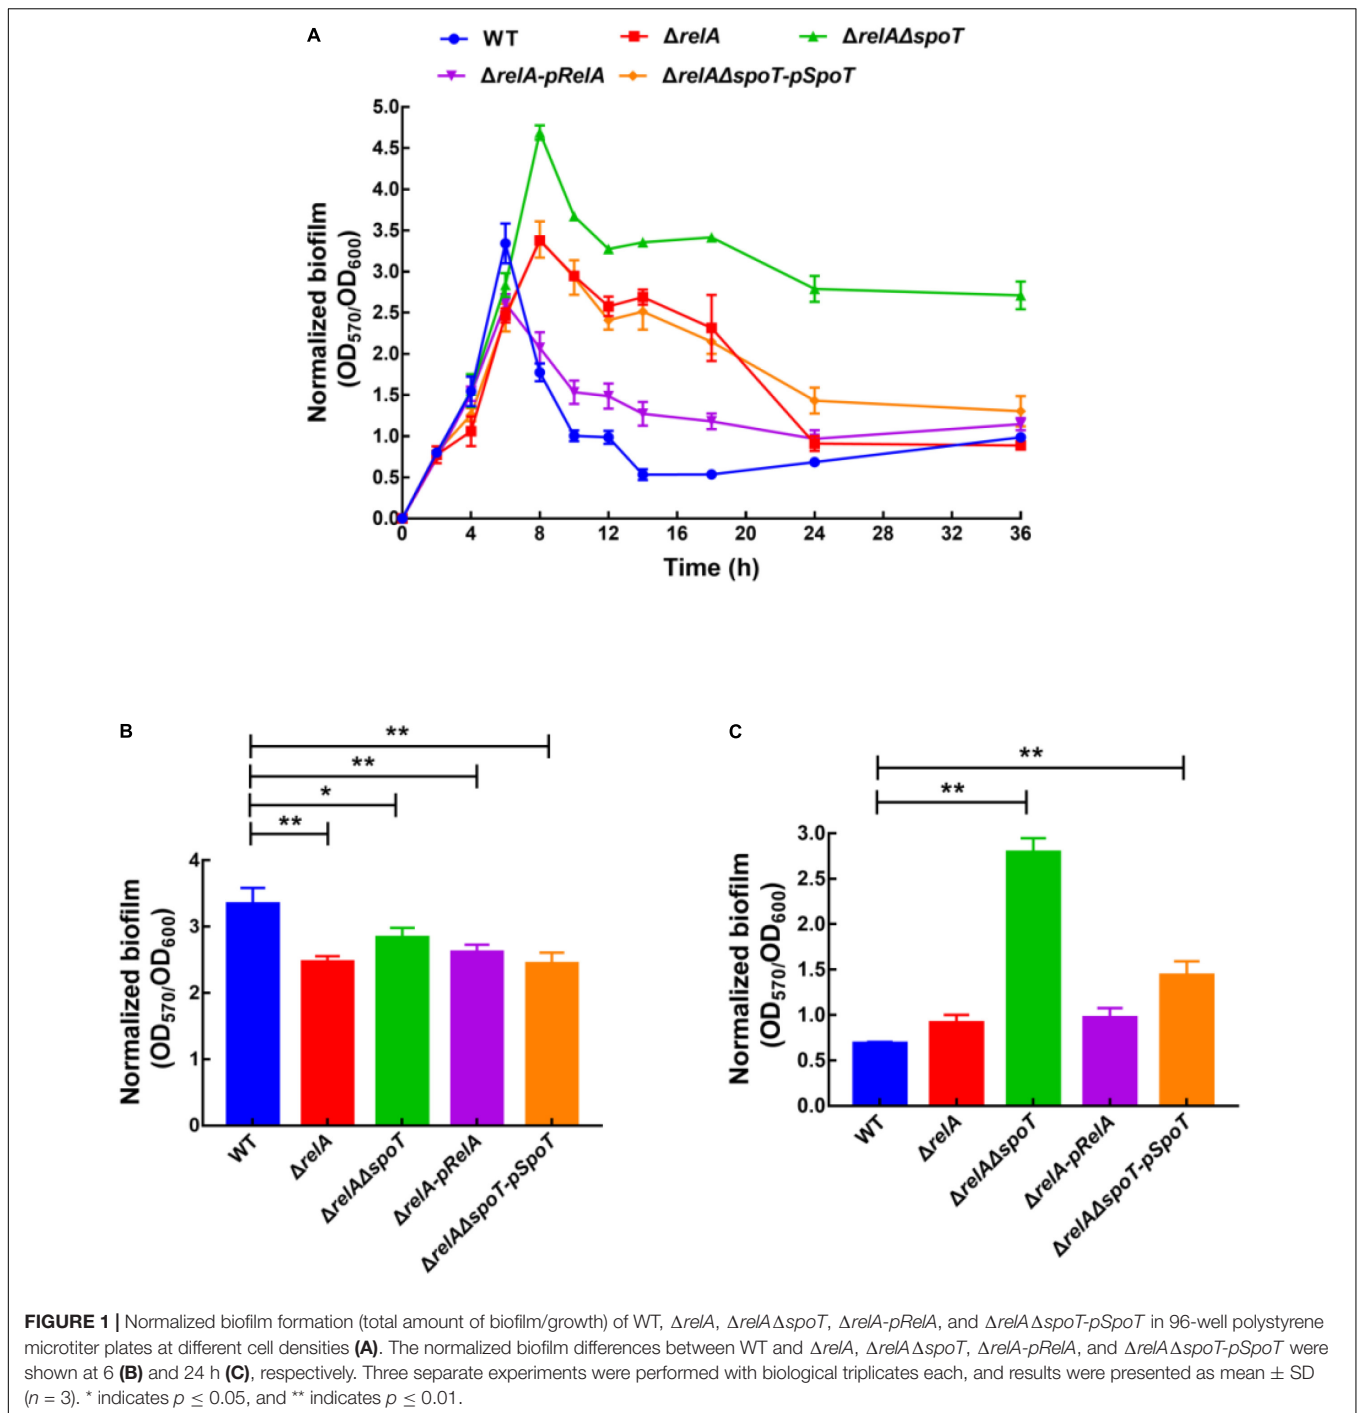 A
WT
ΔrelA
ΔrelAΔspoT
ΔrelA-pRelA
ΔrelAΔspoT-pSpoT
Normalized biofilm
(OD570/OD600)
5.0
4.5
4.0
3.5
3.0
2.5
2.0
1.5
1.0
0.5
0.0
0 4 8 12 16 20 24 28 32 36
Time (h)
B
**
**
*
**
Normalized biofilm
(OD570/OD600)
4
3
2
1
0
WT
ΔrelA
ΔrelAΔspoT
ΔrelA-pRelA
ΔrelAΔspoT-pSpoT
C
**
**
Normalized biofilm
(OD570/OD600)
3.0
2.5
2.0
1.5
1.0
0.5
0.0
WT
ΔrelA
ΔrelAΔspoT
ΔrelA-pRelA
ΔrelAΔspoT-pSpoT
FIGURE 1 | Normalized biofilm formation (total amount of biofilm/growth) of WT, ΔrelA, ΔrelAΔspoT, ΔrelA-pRelA, and ΔrelAΔspoT-pSpoT in 96-well polystyrene
microtiter plates at different cell densities (A). The normalized biofilm differences between WT and ΔrelA, ΔrelAΔspoT, ΔrelA-pRelA, and ΔrelAΔspoT-pSpoT were
shown at 6 (B) and 24 h (C), respectively. Three separate experiments were performed with biological triplicates each, and results were presented as mean ± SD
(n = 3). * indicates p ≤ 0.05, and ** indicates p ≤ 0.01.